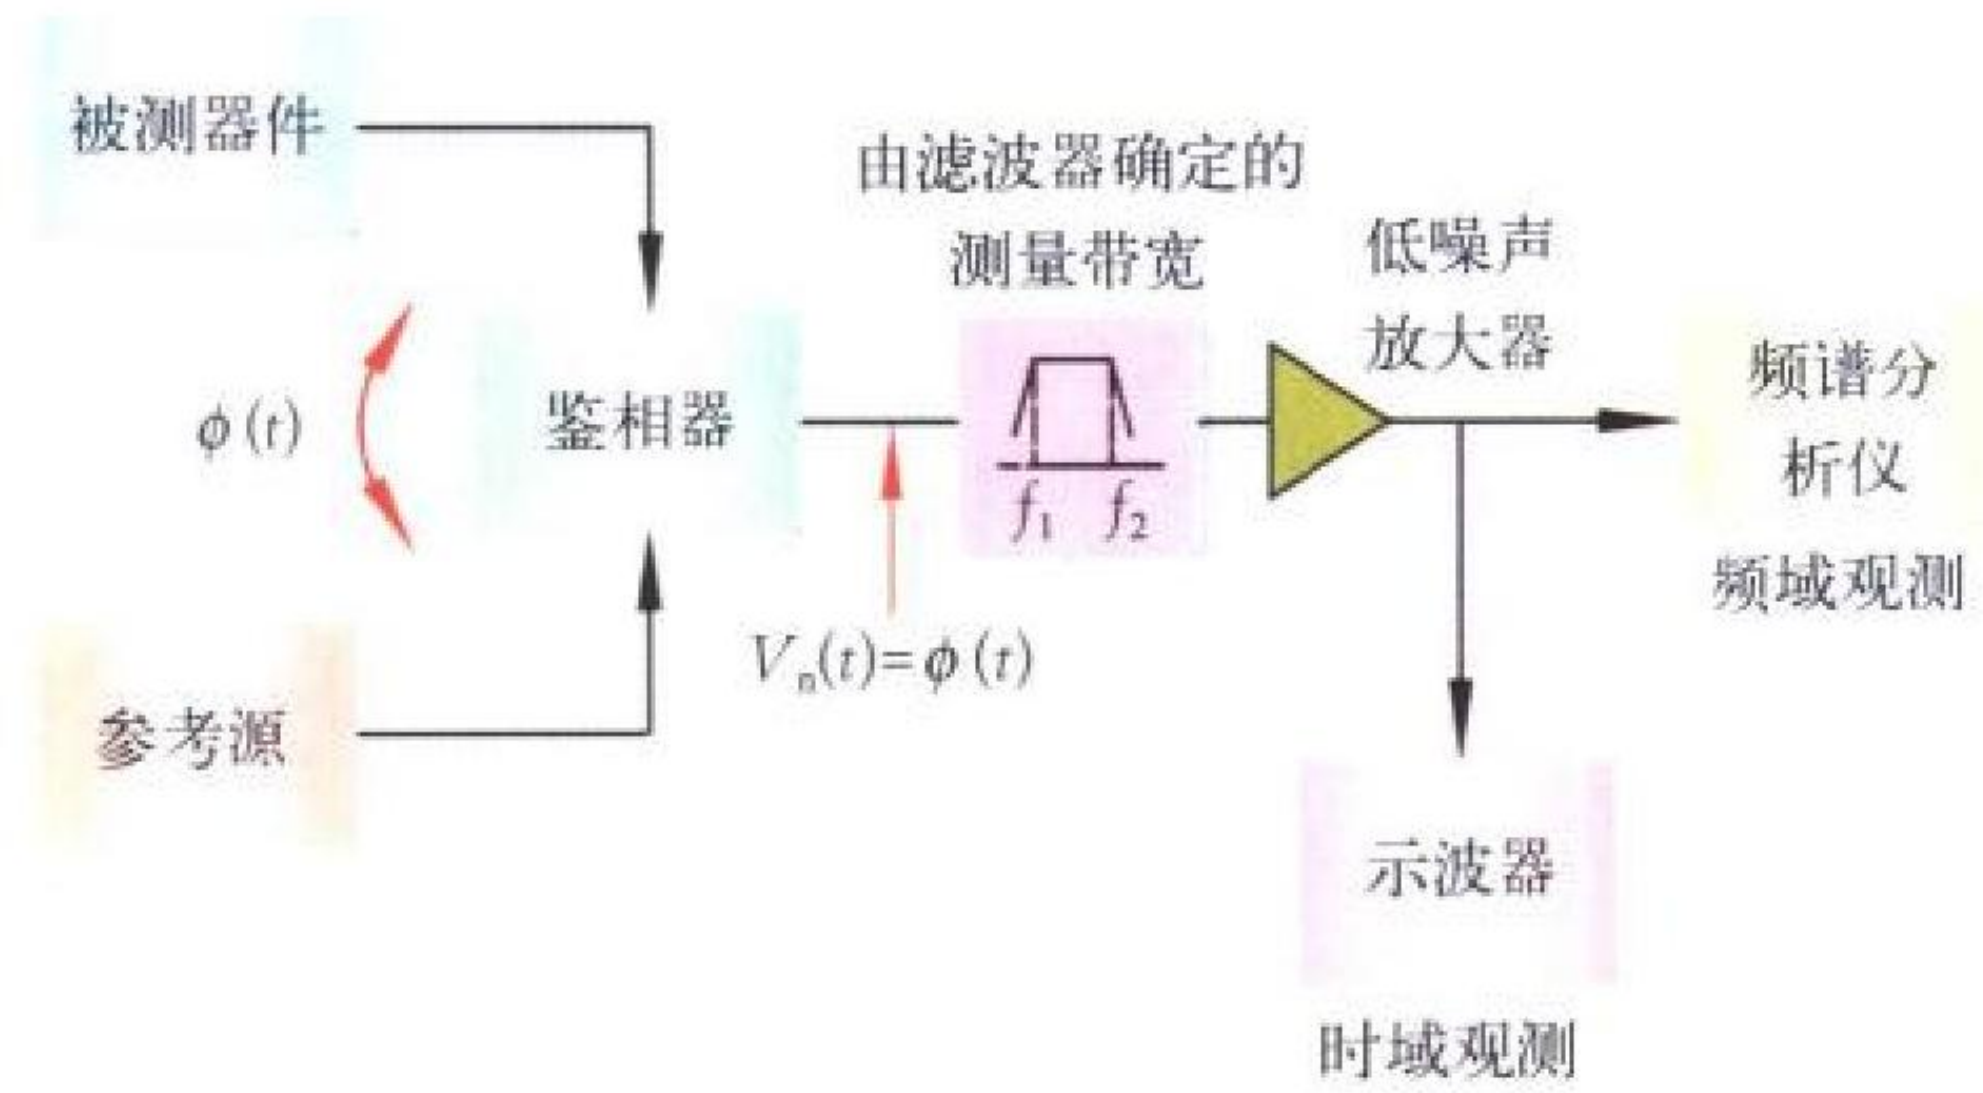 被测器件
由滤波器确定的
测量带宽
低噪声
放大器
ϕ(t)
鉴相器
f₁ f₂
频谱分
析仪
频域观测
Vₙ(t)=ϕ(t)
参考源
示波器
时域观测